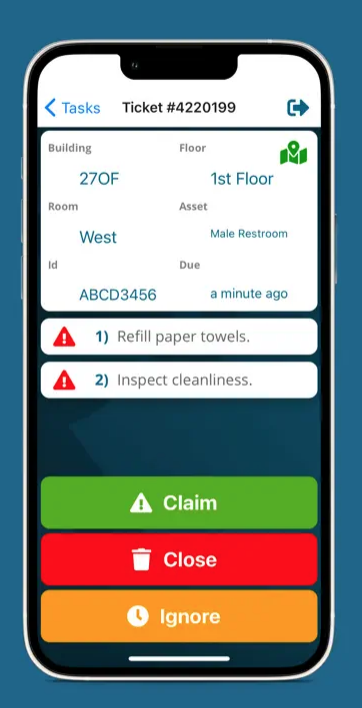 Tasks Ticket #4220199
Building Floor
27OF 1st Floor
Room Asset
West Male Restroom
Id Due
ABCD3456 a minute ago
1) Refill paper towels.
2) Inspect cleanliness.
Claim
Close
Ignore